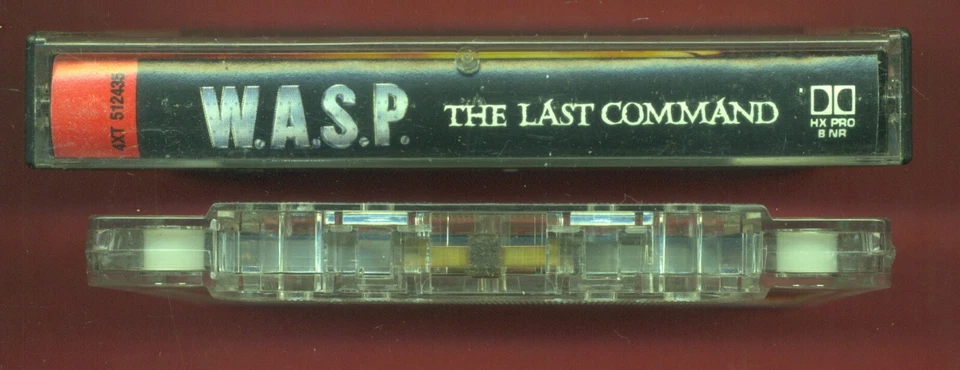 4XT 512435
W.A.S.P.
THE LAST COMMAND
HX PRO
B NR